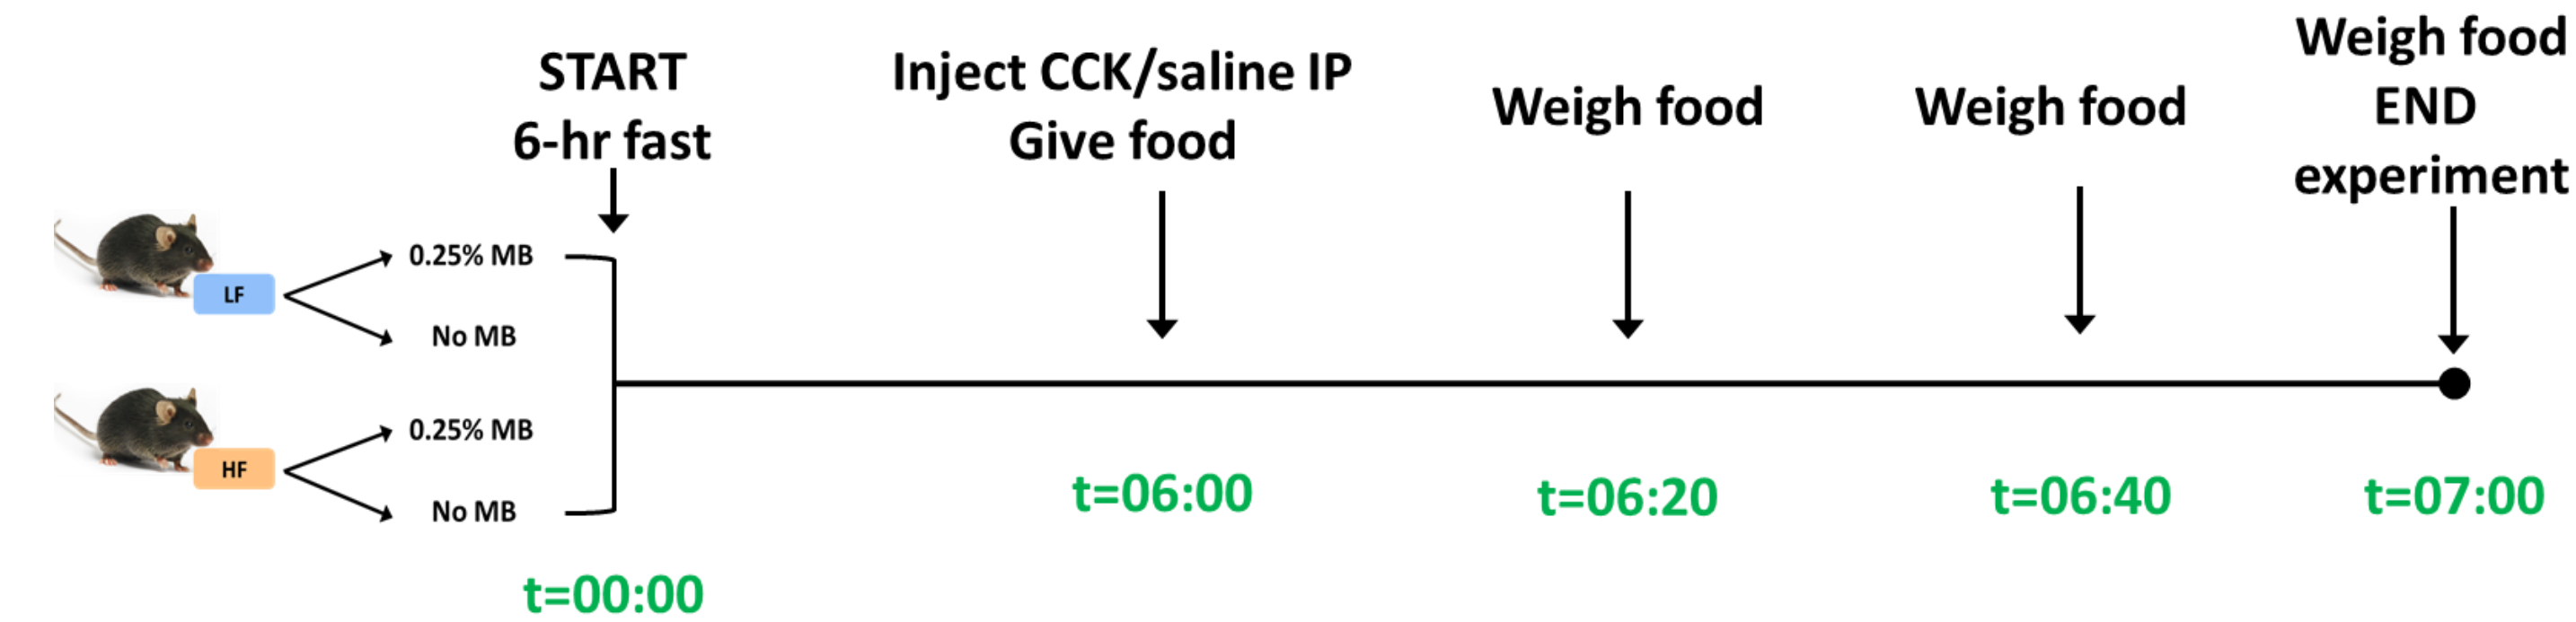 START
6-hr fast
Inject CCK/saline IP
Give food
Weigh food
Weigh food
Weigh food
END
experiment
LF
0.25% MB
No MB
HF
0.25% MB
No MB
t=00:00
t=06:00
t=06:20
t=06:40
t=07:00